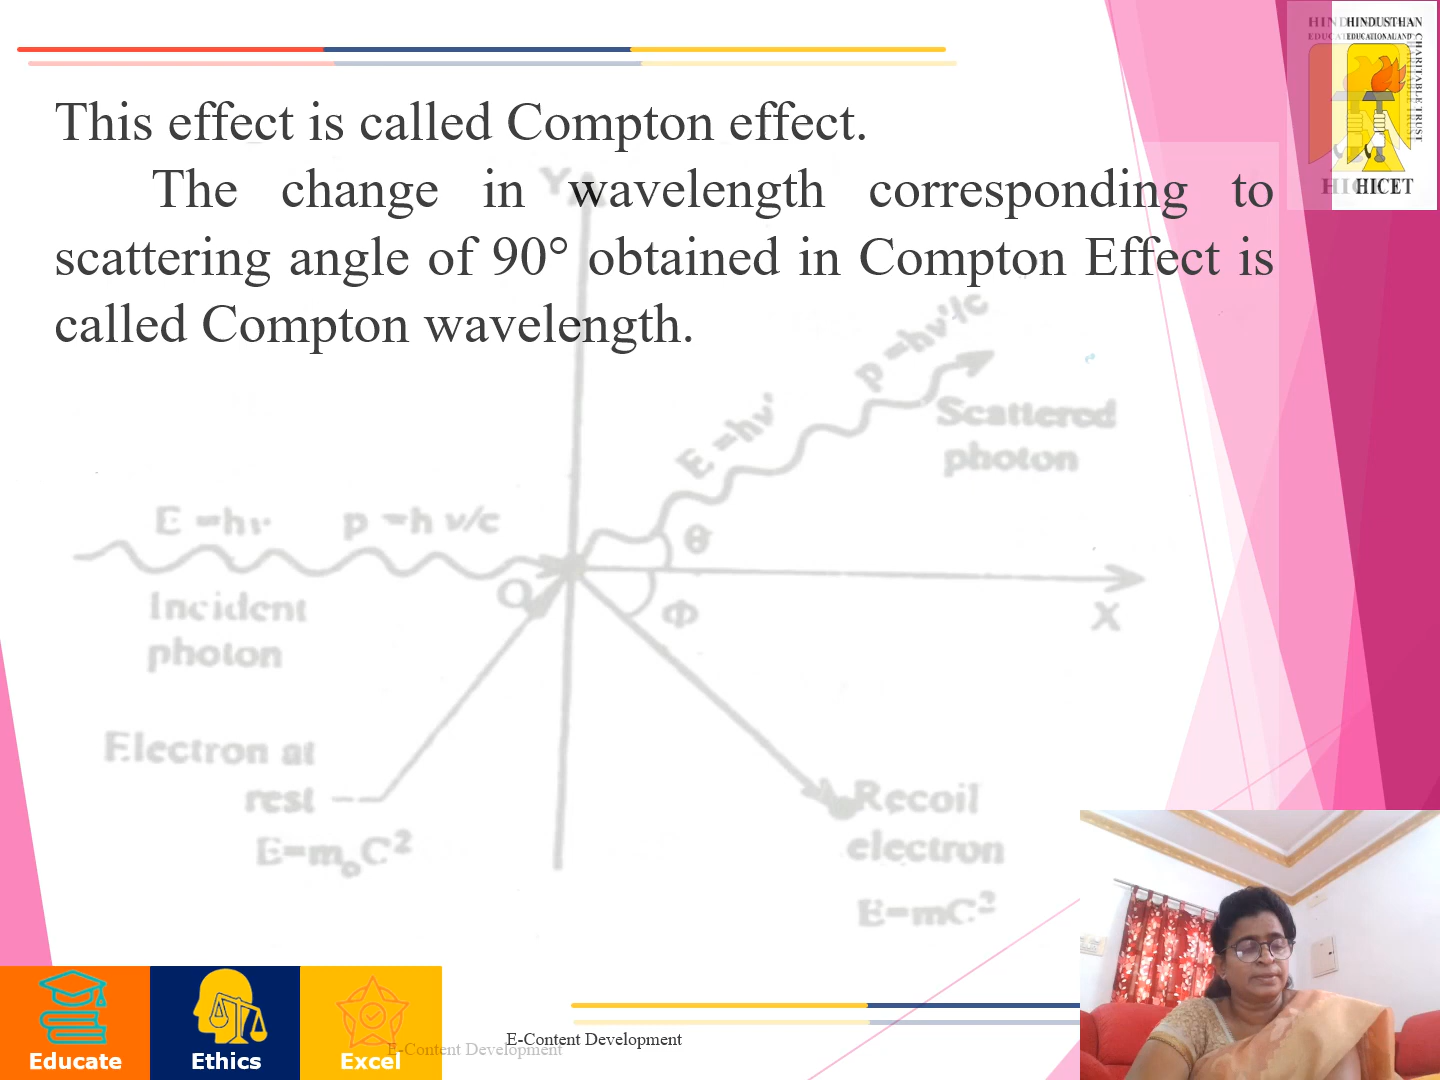 This effect is called Compton effect.
The change in wavelength corresponding to
scattering angle of 90° obtained in Compton Effect is
called Compton wavelength.
Y
p =hν'/c
E =hν'
Scattered
photon
E =hν
p =h ν/c
θ
O
Φ
X
Incident
photon
Electron at
rest
E=m₀C²
Recoil
electron
E=mC²
HINDUSTHAN
EDUCATIONAL AND
CHARITABLE TRUST
HICET
Educate
Ethics
Excel
E-Content Development
E-Content Development